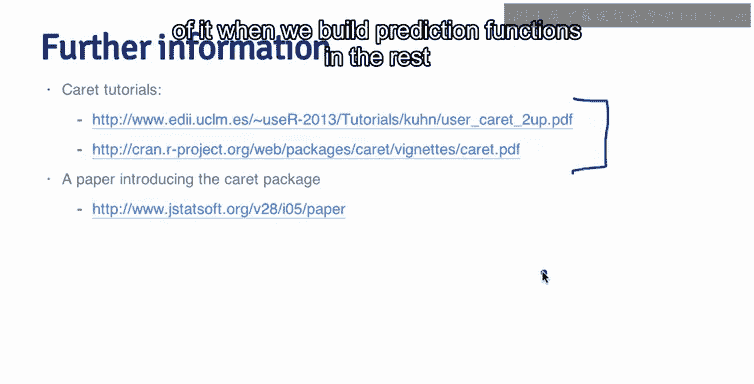 of it when we build prediction functions
in the rest
Further information
· Caret tutorials:
- http://www.edii.uclm.es/~useR-2013/Tutorials/kuhn/user_caret_2up.pdf
- http://cran.r-project.org/web/packages/caret/vignettes/caret.pdf
· A paper introducing the caret package
- http://www.jstatsoft.org/v28/i05/paper